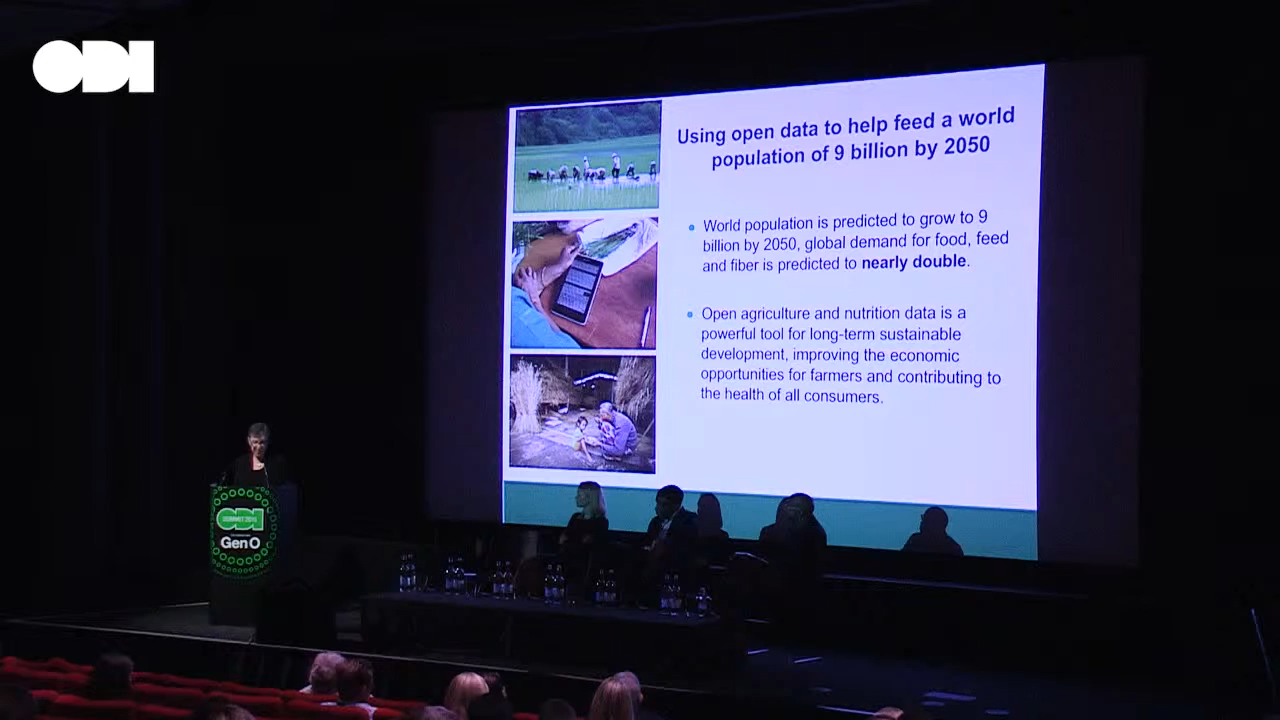 ODI
Using open data to help feed a world
population of 9 billion by 2050
• World population is predicted to grow to 9
billion by 2050, global demand for food, feed
and fiber is predicted to nearly double.
• Open agriculture and nutrition data is a
powerful tool for long-term sustainable
development, improving the economic
opportunities for farmers and contributing to
the health of all consumers.
ODI
SUMMIT 2015
Gen O